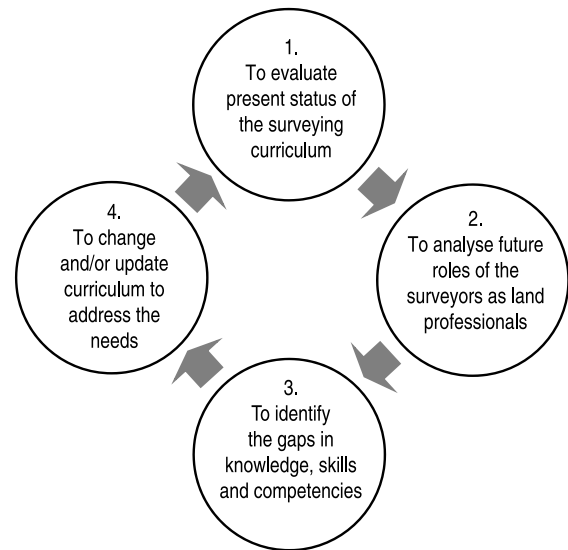 1.
To evaluate
present status of
the surveying
curriculum
2.
To analyse future
roles of the
surveyors as land
professionals
3.
To identify
the gaps in
knowledge, skills
and competencies
4.
To change
and/or update
curriculum to
address the
needs